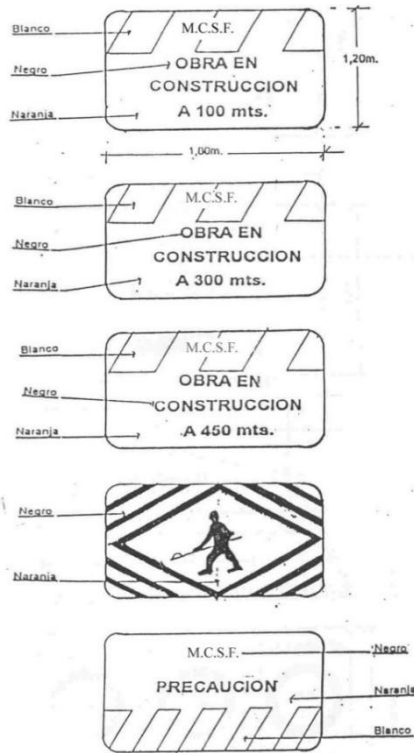 Blanco
M.C.S.F.
Negro
OBRA EN
CONSTRUCCION
Naranja
A 100 mts.
1,20m.
1,00m.
Blanco
M.C.S.F.
Negro
OBRA EN
CONSTRUCCION
Naranja
A 300 mts.
Blanco
M.C.S.F.
OBRA EN
Negro
CONSTRUCCION
Naranja
A 450 mts.
Negro
Naranja
M.C.S.F.
Negro
PRECAUCION
Naranja
Blanco